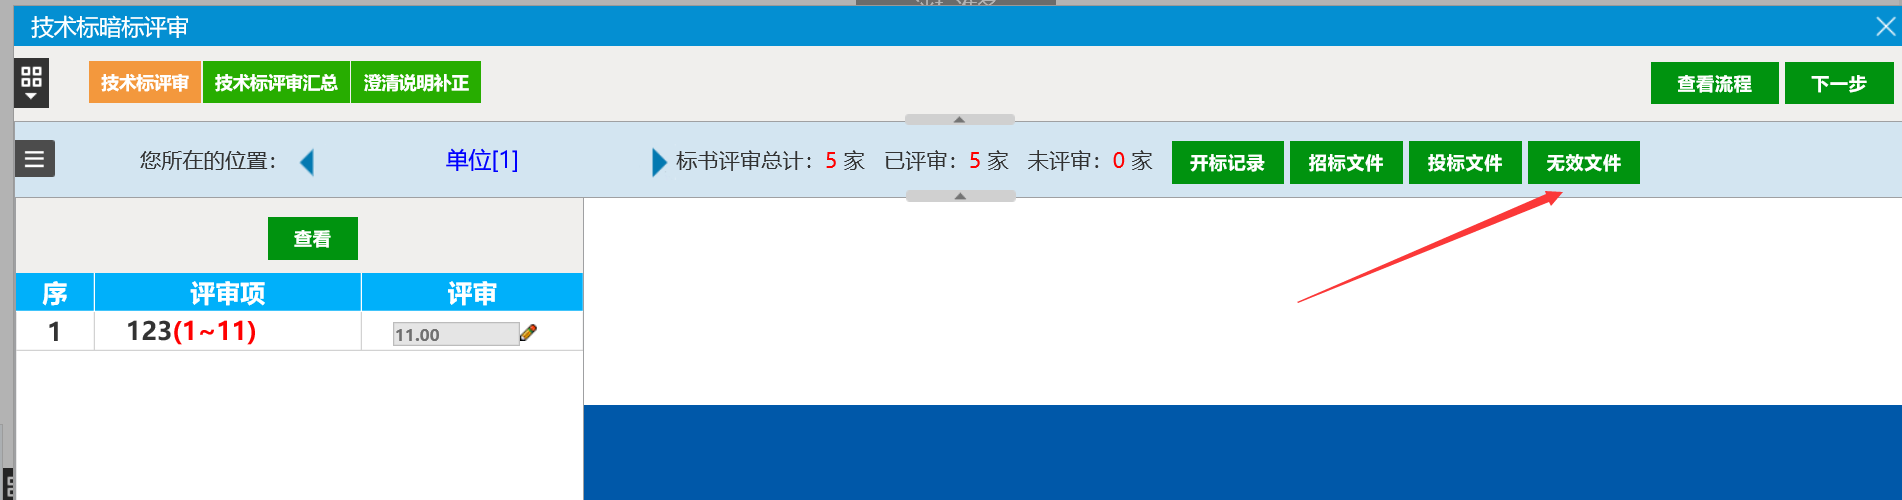 技术标暗标评审
技术标评审 技术标评审汇总 澄清说明补正 查看流程 下一步
您所在的位置： 单位[1] 标书评审总计：5 家 已评审：5 家 未评审：0 家 开标记录 招标文件 投标文件 无效文件
查看
序 评审项 评审
1 123(1~11) 11.00